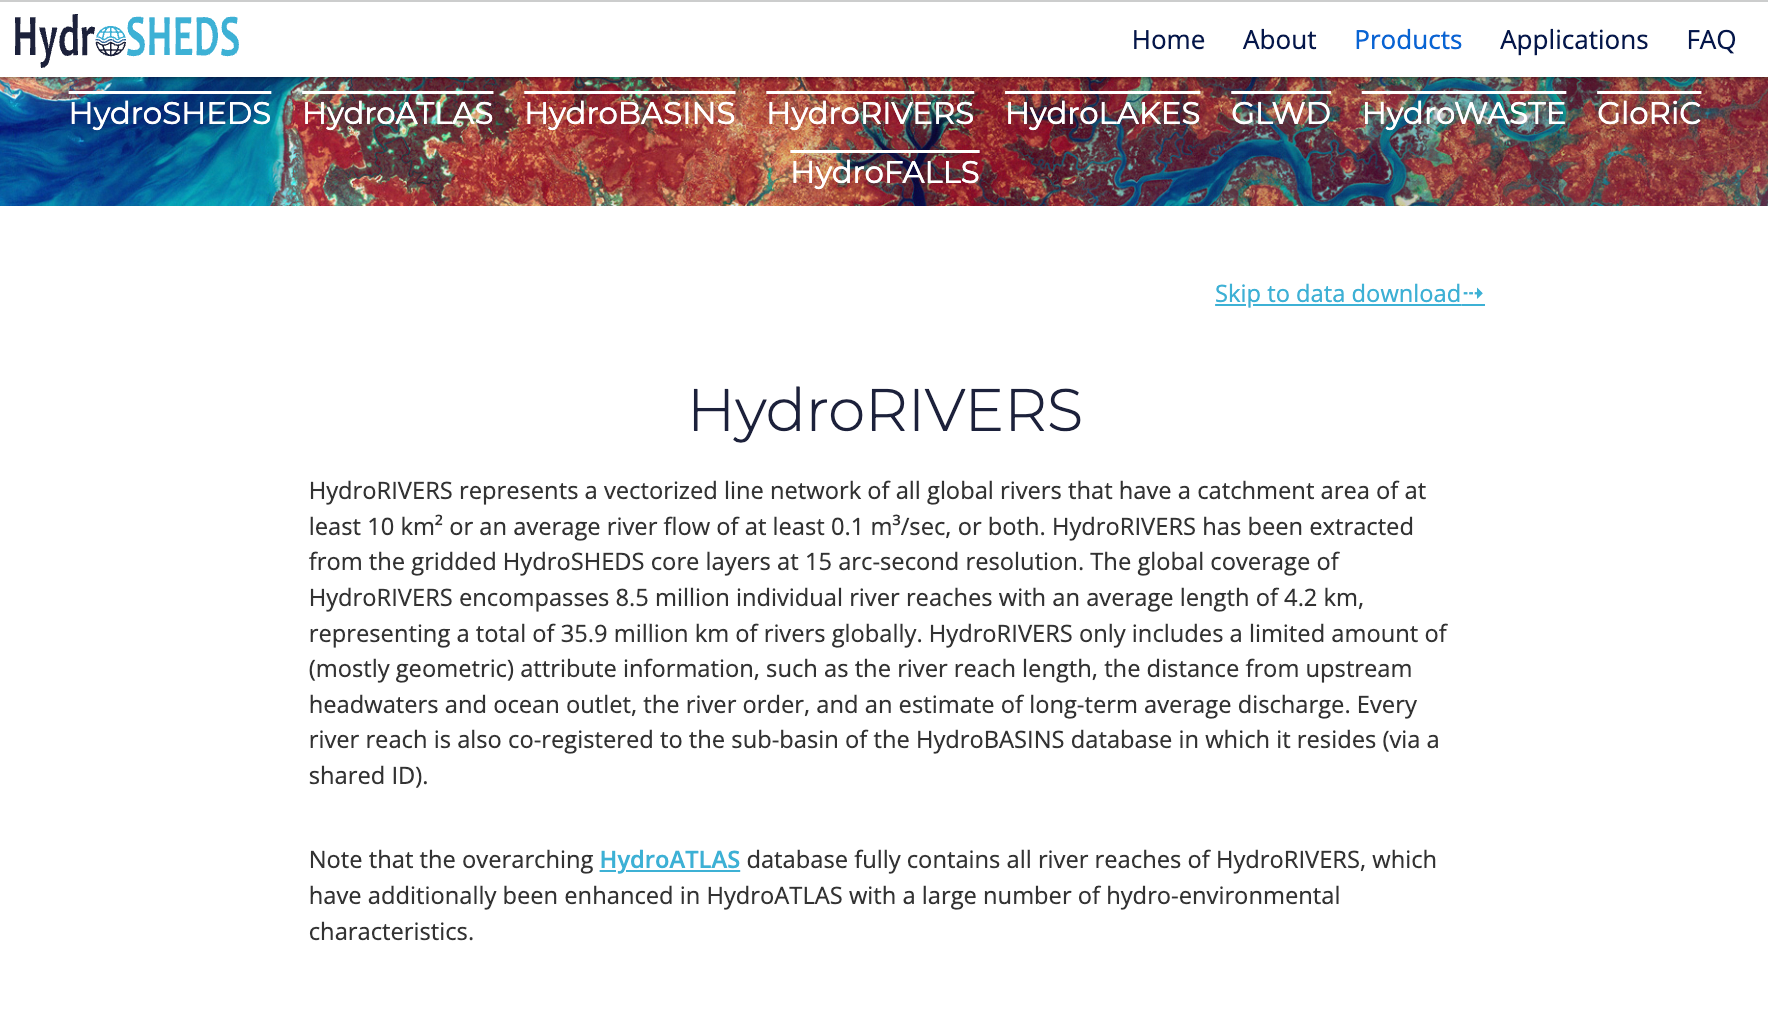 HydroSHEDS
Home About Products Applications FAQ
HydroSHEDS HydroATLAS HydroBASINS HydroRIVERS HydroLAKES GLWD HydroWASTE GloRiC
HydroFALLS
Skip to data download⇢
HydroRIVERS
HydroRIVERS represents a vectorized line network of all global rivers that have a catchment area of at
least 10 km² or an average river flow of at least 0.1 m³/sec, or both. HydroRIVERS has been extracted
from the gridded HydroSHEDS core layers at 15 arc-second resolution. The global coverage of
HydroRIVERS encompasses 8.5 million individual river reaches with an average length of 4.2 km,
representing a total of 35.9 million km of rivers globally. HydroRIVERS only includes a limited amount of
(mostly geometric) attribute information, such as the river reach length, the distance from upstream
headwaters and ocean outlet, the river order, and an estimate of long-term average discharge. Every
river reach is also co-registered to the sub-basin of the HydroBASINS database in which it resides (via a
shared ID).
Note that the overarching HydroATLAS database fully contains all river reaches of HydroRIVERS, which
have additionally been enhanced in HydroATLAS with a large number of hydro-environmental
characteristics.